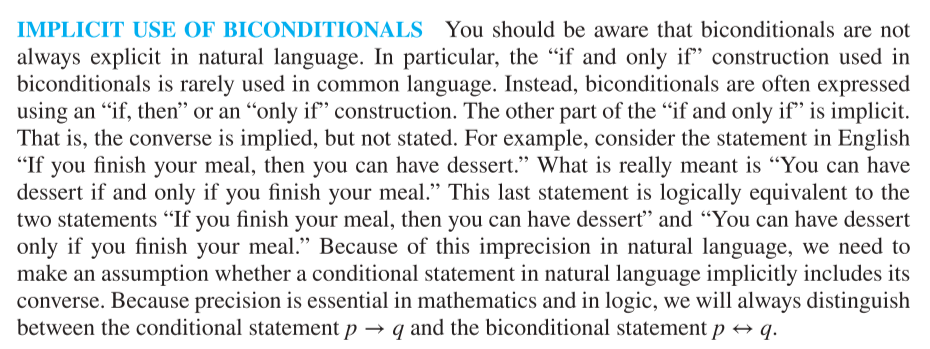 IMPLICIT USE OF BICONDITIONALS You should be aware that biconditionals are not
always explicit in natural language. In particular, the “if and only if” construction used in
biconditionals is rarely used in common language. Instead, biconditionals are often expressed
using an “if, then” or an “only if” construction. The other part of the “if and only if” is implicit.
That is, the converse is implied, but not stated. For example, consider the statement in English
“If you finish your meal, then you can have dessert.” What is really meant is “You can have
dessert if and only if you finish your meal.” This last statement is logically equivalent to the
two statements “If you finish your meal, then you can have dessert” and “You can have dessert
only if you finish your meal.” Because of this imprecision in natural language, we need to
make an assumption whether a conditional statement in natural language implicitly includes its
converse. Because precision is essential in mathematics and in logic, we will always distinguish
between the conditional statement p → q and the biconditional statement p ↔ q.